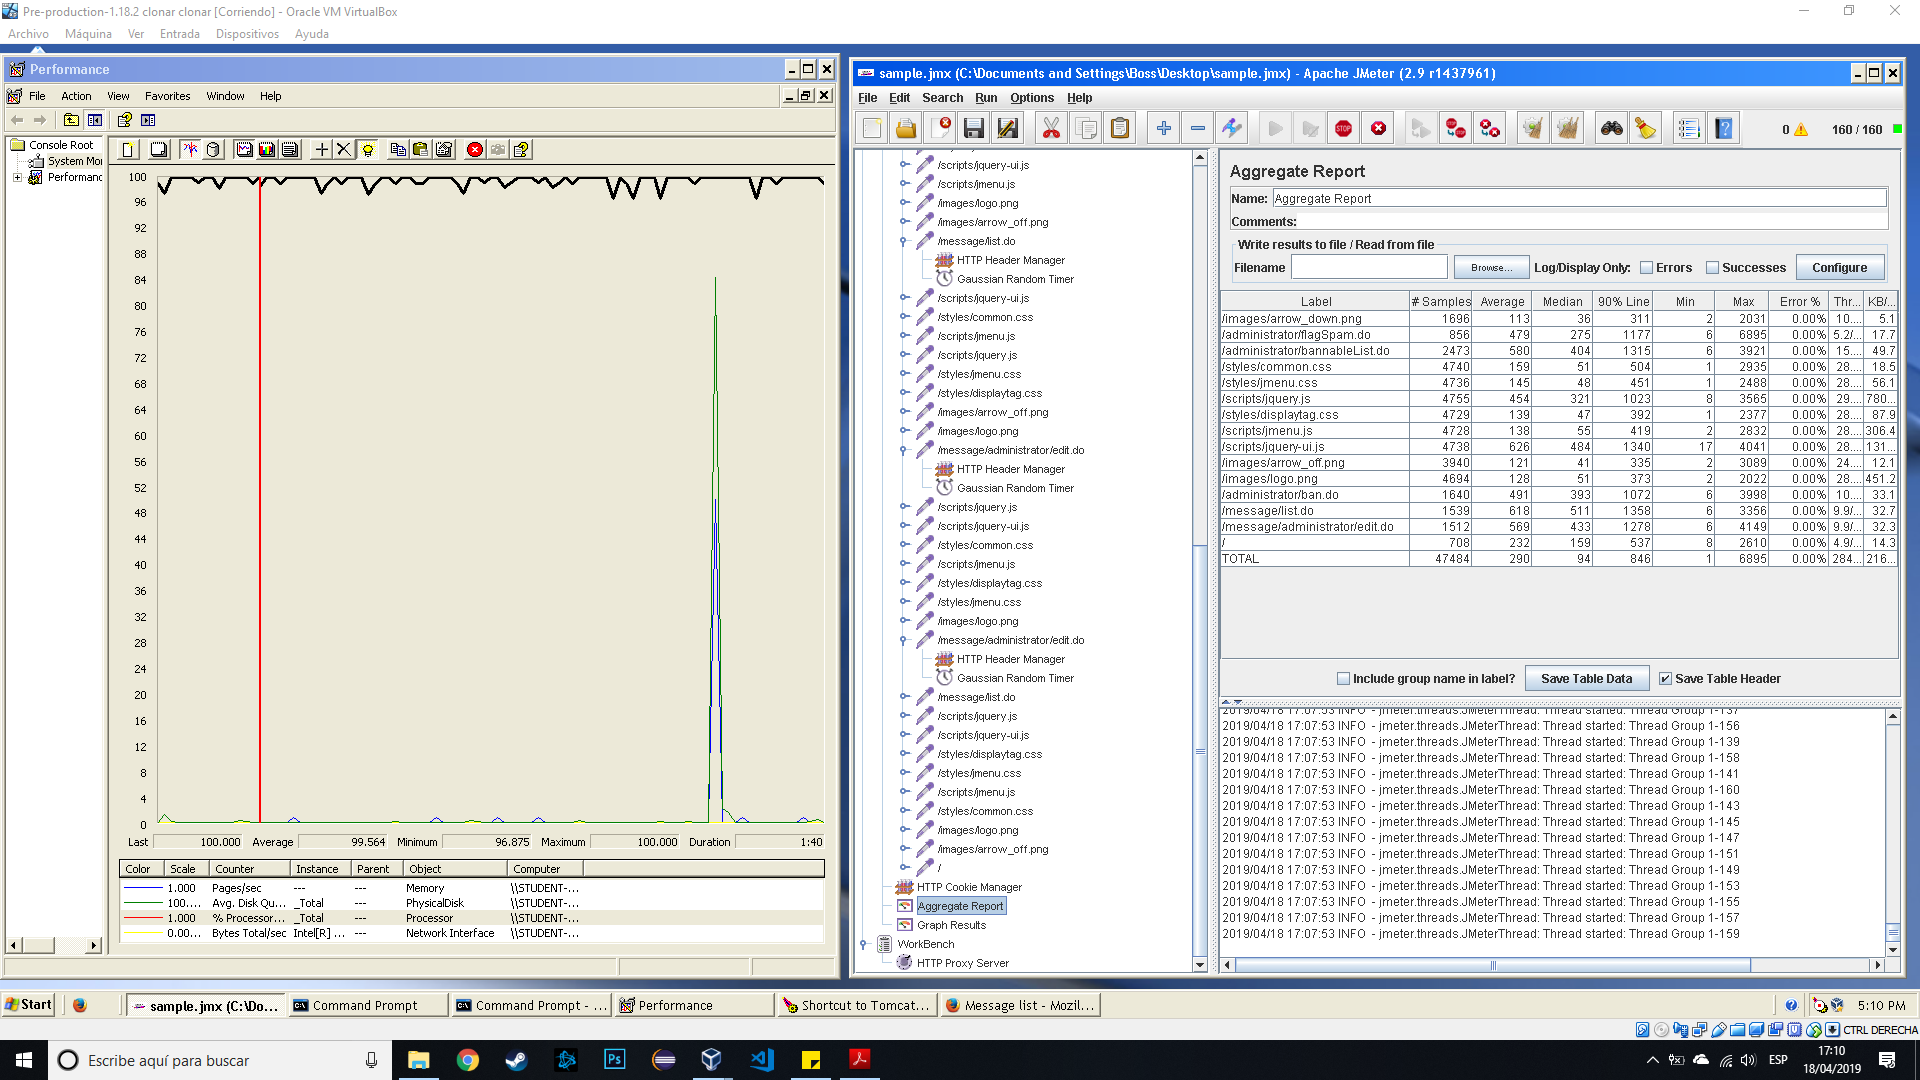 Pre-production-1.18.2 clonar clonar [Corriendo] - Oracle VM VirtualBox
Archivo Máquina Ver Entrada Dispositivos Ayuda
Performance
File Action View Favorites Window Help
Console Root
System Mo
Performanc
100
96
92
88
84
80
76
72
68
64
60
56
52
48
44
40
36
32
28
24
20
16
12
8
4
0
Last 100.000 Average 99.564 Minimum 96.875 Maximum 100.000 Duration 1:40
Color Scale Counter Instance Parent Object Computer
1.000 Pages/sec --- --- Memory \\STUDENT-...
100.... Avg. Disk Qu... _Total --- PhysicalDisk \\STUDENT-...
1.000 % Processor... _Total --- Processor \\STUDENT-...
0.00... Bytes Total/sec Intel[R] ... --- Network Interface \\STUDENT-...
sample.jmx (C:\Documents and Settings\Boss\Desktop\sample.jmx) - Apache JMeter (2.9 r1437961)
File Edit Search Run Options Help
STOP
0 160 / 160
/scripts/jquery-ui.js
/scripts/jmenu.js
/images/logo.png
/images/arrow_off.png
/message/list.do
HTTP Header Manager
Gaussian Random Timer
/scripts/jquery-ui.js
/styles/common.css
/scripts/jmenu.js
/scripts/jquery.js
/styles/jmenu.css
/styles/displaytag.css
/images/arrow_off.png
/images/logo.png
/message/administrator/edit.do
HTTP Header Manager
Gaussian Random Timer
/scripts/jquery.js
/scripts/jquery-ui.js
/styles/common.css
/scripts/jmenu.js
/styles/displaytag.css
/styles/jmenu.css
/images/logo.png
/message/administrator/edit.do
HTTP Header Manager
Gaussian Random Timer
/message/list.do
/scripts/jquery.js
/scripts/jquery-ui.js
/styles/displaytag.css
/styles/jmenu.css
/scripts/jmenu.js
/styles/common.css
/images/logo.png
/images/arrow_off.png
/
HTTP Cookie Manager
Aggregate Report
Graph Results
WorkBench
HTTP Proxy Server
Aggregate Report
Name: Aggregate Report
Comments:
Write results to file / Read from file
Filename Browse... Log/Display Only: Errors Successes Configure
Label # Samples Average Median 90% Line Min Max Error % Thr... KB/...
/images/arrow_down.png 1696 113 36 311 2 2031 0.00% 10.... 5.1
/administrator/flagSpam.do 856 479 275 1177 6 6895 0.00% 5.2/... 17.7
/administrator/bannableList.do 2473 580 404 1315 6 3921 0.00% 15.... 49.7
/styles/common.css 4740 159 51 504 1 2935 0.00% 28.... 18.5
/styles/jmenu.css 4736 145 48 451 1 2488 0.00% 28.... 56.1
/scripts/jquery.js 4755 454 321 1023 8 3565 0.00% 29.... 780...
/styles/displaytag.css 4729 139 47 392 1 2377 0.00% 28.... 87.9
/scripts/jmenu.js 4728 138 55 419 2 2832 0.00% 28.... 306.4
/scripts/jquery-ui.js 4738 626 484 1340 17 4041 0.00% 28.... 131...
/images/arrow_off.png 3940 121 41 335 2 3089 0.00% 24.... 12.1
/images/logo.png 4694 128 51 373 2 2022 0.00% 28.... 451.2
/administrator/ban.do 1640 491 393 1072 6 3998 0.00% 10.... 33.1
/message/list.do 1539 618 511 1358 6 3356 0.00% 9.9/... 32.7
/message/administrator/edit.do 1512 569 433 1278 6 4149 0.00% 9.9/... 32.3
/ 708 232 159 537 8 2610 0.00% 4.9/... 14.3
TOTAL 47484 290 94 846 1 6895 0.00% 284... 216...
Include group name in label? Save Table Data Save Table Header
2019/04/18 17:07:53 INFO - jmeter.threads.JMeterThread: Thread started: Thread Group 1-137
2019/04/18 17:07:53 INFO - jmeter.threads.JMeterThread: Thread started: Thread Group 1-156
2019/04/18 17:07:53 INFO - jmeter.threads.JMeterThread: Thread started: Thread Group 1-139
2019/04/18 17:07:53 INFO - jmeter.threads.JMeterThread: Thread started: Thread Group 1-158
2019/04/18 17:07:53 INFO - jmeter.threads.JMeterThread: Thread started: Thread Group 1-141
2019/04/18 17:07:53 INFO - jmeter.threads.JMeterThread: Thread started: Thread Group 1-160
2019/04/18 17:07:53 INFO - jmeter.threads.JMeterThread: Thread started: Thread Group 1-143
2019/04/18 17:07:53 INFO - jmeter.threads.JMeterThread: Thread started: Thread Group 1-145
2019/04/18 17:07:53 INFO - jmeter.threads.JMeterThread: Thread started: Thread Group 1-147
2019/04/18 17:07:53 INFO - jmeter.threads.JMeterThread: Thread started: Thread Group 1-151
2019/04/18 17:07:53 INFO - jmeter.threads.JMeterThread: Thread started: Thread Group 1-149
2019/04/18 17:07:53 INFO - jmeter.threads.JMeterThread: Thread started: Thread Group 1-153
2019/04/18 17:07:53 INFO - jmeter.threads.JMeterThread: Thread started: Thread Group 1-155
2019/04/18 17:07:53 INFO - jmeter.threads.JMeterThread: Thread started: Thread Group 1-157
2019/04/18 17:07:53 INFO - jmeter.threads.JMeterThread: Thread started: Thread Group 1-159
Start sample.jmx (C:\Do... Command Prompt Command Prompt - ... Performance Shortcut to Tomcat... Message list - Mozil... 5:10 PM
CTRL DERECHA
Escribe aquí para buscar
Ps
ESP
17:10
18/04/2019